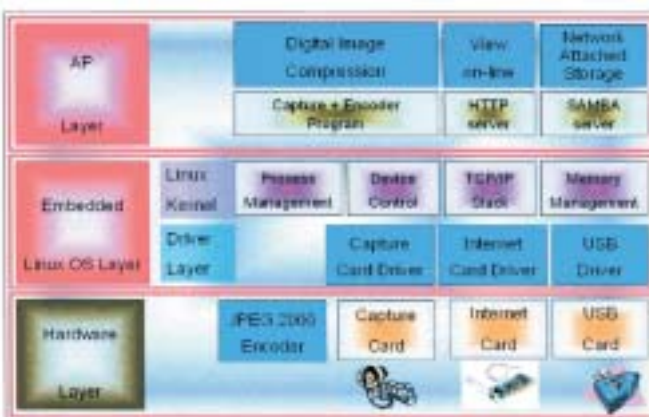 AP
Layer
Digital Image
Compression
View
on-line
Network
Attached
Storage
Capture + Encoder
Program
HTTP
server
SAMBA
server
Embedded
Linux OS Layer
Linux
Kernel
Process
Management
Device
Control
TCP/IP
Stack
Memory
Management
Driver
Layer
Capture
Card Driver
Internet
Card Driver
USB
Driver
Hardware
Layer
JPEG 2000
Encoder
Capture
Card
Internet
Card
USB
Card